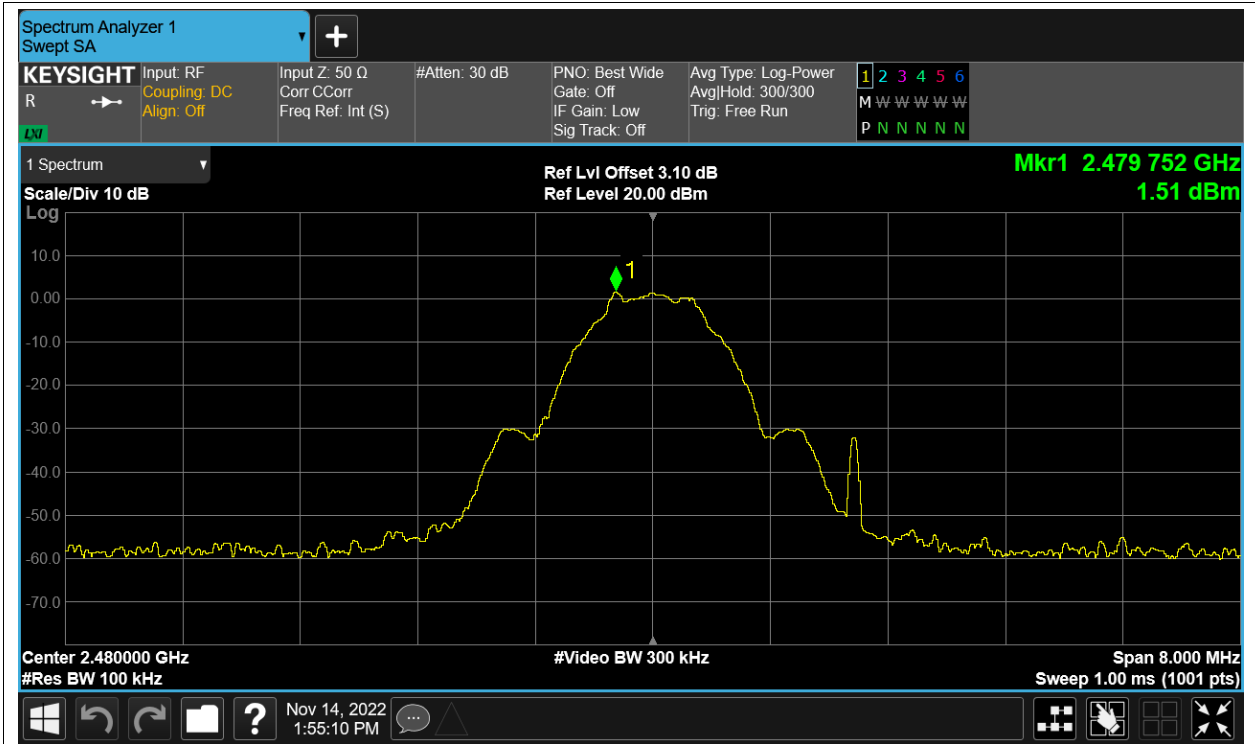 Spectrum Analyzer 1
Swept SA
KEYSIGHT
R
LXI
Input: RF
Coupling: DC
Align: Off
Input Z: 50 Ω
Corr CCorr
Freq Ref: Int (S)
#Atten: 30 dB
PNO: Best Wide
Gate: Off
IF Gain: Low
Sig Track: Off
Avg Type: Log-Power
Avg|Hold: 300/300
Trig: Free Run
1 2 3 4 5 6
M W W W W W
P N N N N N
1 Spectrum
Scale/Div 10 dB
Ref Lvl Offset 3.10 dB
Ref Level 20.00 dBm
Mkr1 2.479 752 GHz
1.51 dBm
Log
1
10.0
0.00
-10.0
-20.0
-30.0
-40.0
-50.0
-60.0
-70.0
Center 2.480000 GHz
#Res BW 100 kHz
#Video BW 300 kHz
Span 8.000 MHz
Sweep 1.00 ms (1001 pts)
?
Nov 14, 2022
1:55:10 PM